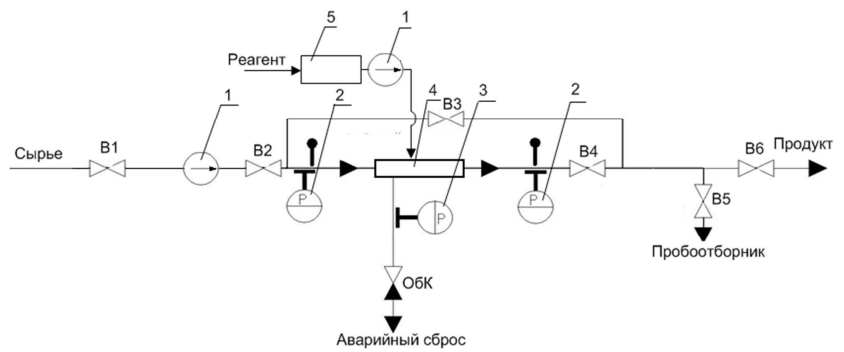 5
1
Реагент
2
4
3
2
В3
1
В1
В2
В4
В6
Продукт
Сырье
P
P
P
В5
Пробоотборник
ОбК
Аварийный сброс